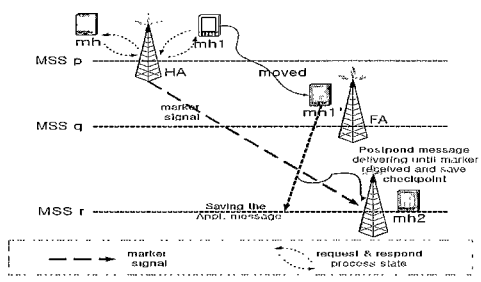 mh
HA
mh1
MSS p
moved
marker
signal
mh1'
FA
MSS q
Postpond message
delivering until marker
received and save
checkpoint
Saving the
Appl. message
MSS r
mh2
marker
signal
request & respond
process state